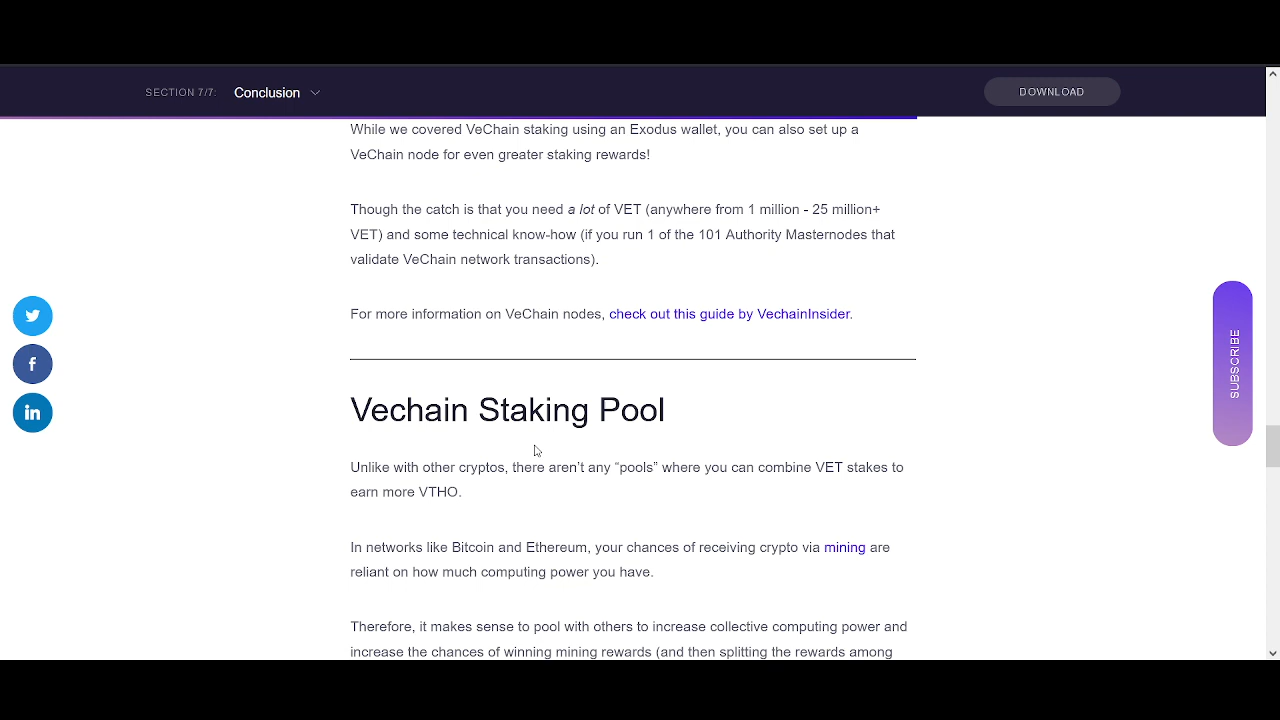 SECTION 7/7: Conclusion
DOWNLOAD
While we covered VeChain staking using an Exodus wallet, you can also set up a
VeChain node for even greater staking rewards!
Though the catch is that you need a lot of VET (anywhere from 1 million - 25 million+
VET) and some technical know-how (if you run 1 of the 101 Authority Masternodes that
validate VeChain network transactions).
For more information on VeChain nodes, check out this guide by VechainInsider.
SUBSCRIBE
Vechain Staking Pool
Unlike with other cryptos, there aren’t any “pools” where you can combine VET stakes to
earn more VTHO.
In networks like Bitcoin and Ethereum, your chances of receiving crypto via mining are
reliant on how much computing power you have.
Therefore, it makes sense to pool with others to increase collective computing power and
increase the chances of winning mining rewards (and then splitting the rewards among